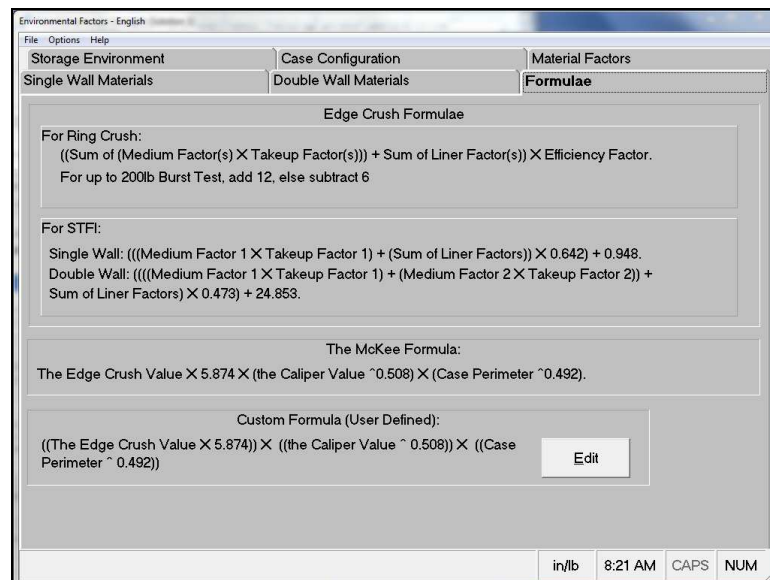 Environmental Factors - English
File Options Help
Storage Environment Case Configuration Material Factors
Single Wall Materials Double Wall Materials Formulae
Edge Crush Formulae
For Ring Crush:
((Sum of (Medium Factor(s) X Takeup Factor(s))) + Sum of Liner Factor(s)) X Efficiency Factor.
For up to 200lb Burst Test, add 12, else subtract 6
For STFI:
Single Wall: (((Medium Factor 1 X Takeup Factor 1) + (Sum of Liner Factors)) X 0.642) + 0.948.
Double Wall: ((((Medium Factor 1 X Takeup Factor 1) + (Medium Factor 2 X Takeup Factor 2)) +
Sum of Liner Factors) X 0.473) + 24.853.
The McKee Formula:
The Edge Crush Value X 5.874 X (the Caliper Value ^0.508) X (Case Perimeter ^0.492).
Custom Formula (User Defined):
((The Edge Crush Value X 5.874)) X ((the Caliper Value ^ 0.508)) X ((Case
Perimeter ^ 0.492))
Edit
in/lb 8:21 AM CAPS NUM